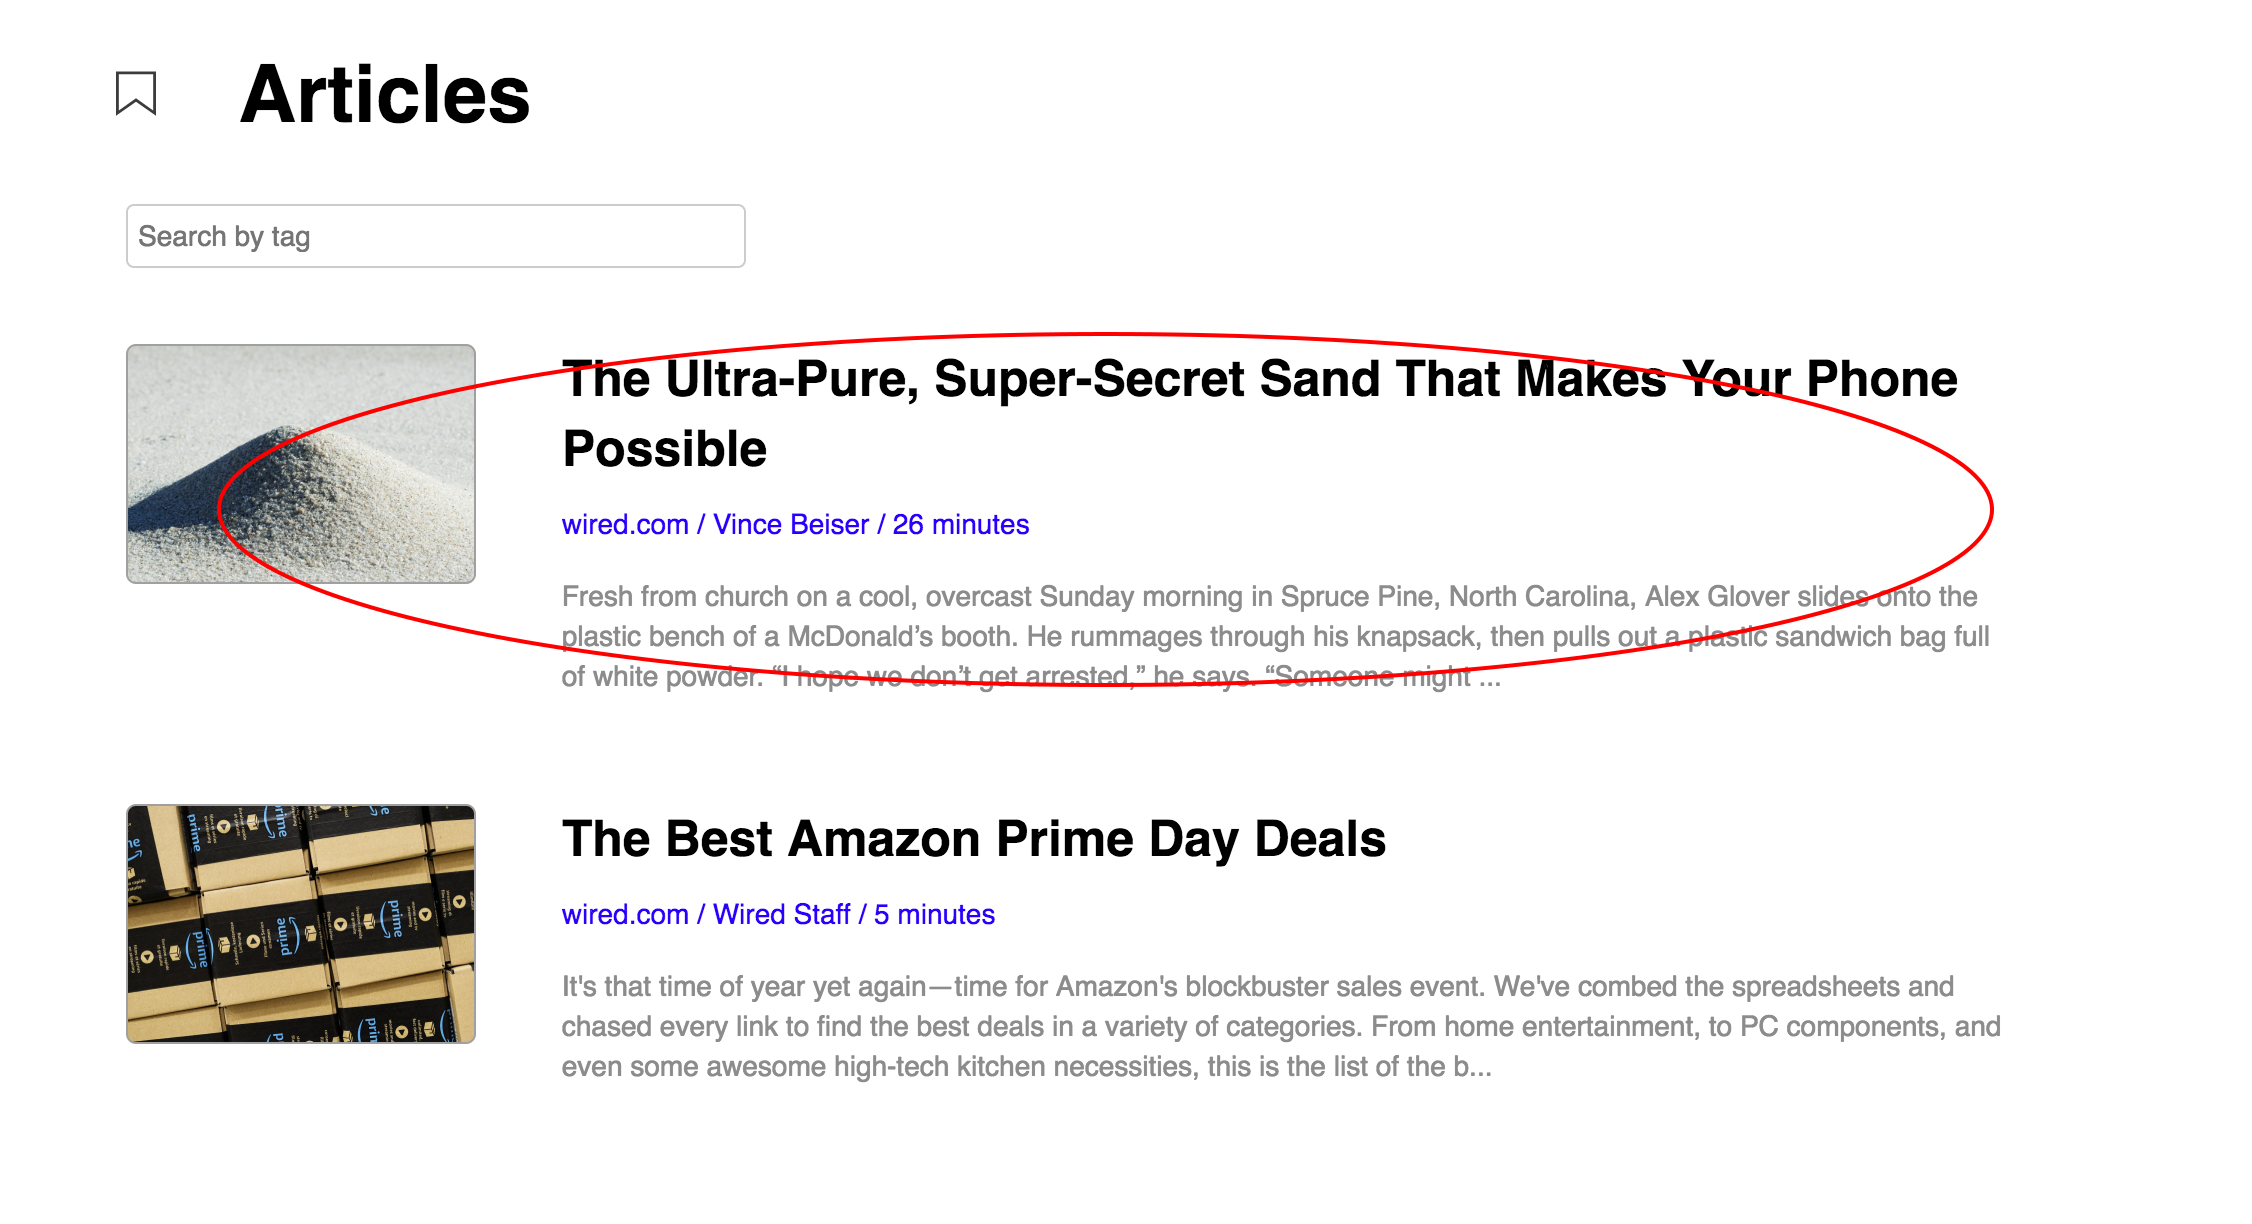 Articles
Search by tag
The Ultra-Pure, Super-Secret Sand That Makes Your Phone
Possible
wired.com / Vince Beiser / 26 minutes
Fresh from church on a cool, overcast Sunday morning in Spruce Pine, North Carolina, Alex Glover slides onto the
plastic bench of a McDonald’s booth. He rummages through his knapsack, then pulls out a plastic sandwich bag full
of white powder. “I hope we don’t get arrested,” he says. “Someone might ...
prime
prime
prime
prime
prime
The Best Amazon Prime Day Deals
wired.com / Wired Staff / 5 minutes
It's that time of year yet again—time for Amazon's blockbuster sales event. We've combed the spreadsheets and
chased every link to find the best deals in a variety of categories. From home entertainment, to PC components, and
even some awesome high-tech kitchen necessities, this is the list of the b...